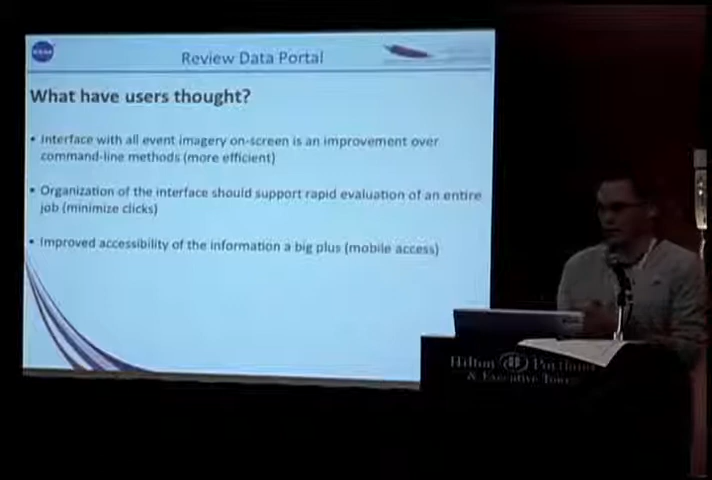 NASA
Review Data Portal
What have users thought?
• Interface with all event imagery on-screen is an improvement over
command-line methods (more efficient)
• Organization of the interface should support rapid evaluation of an entire
job (minimize clicks)
• Improved accessibility of the information a big plus (mobile access)
Hilton Portland
& Executive Tower